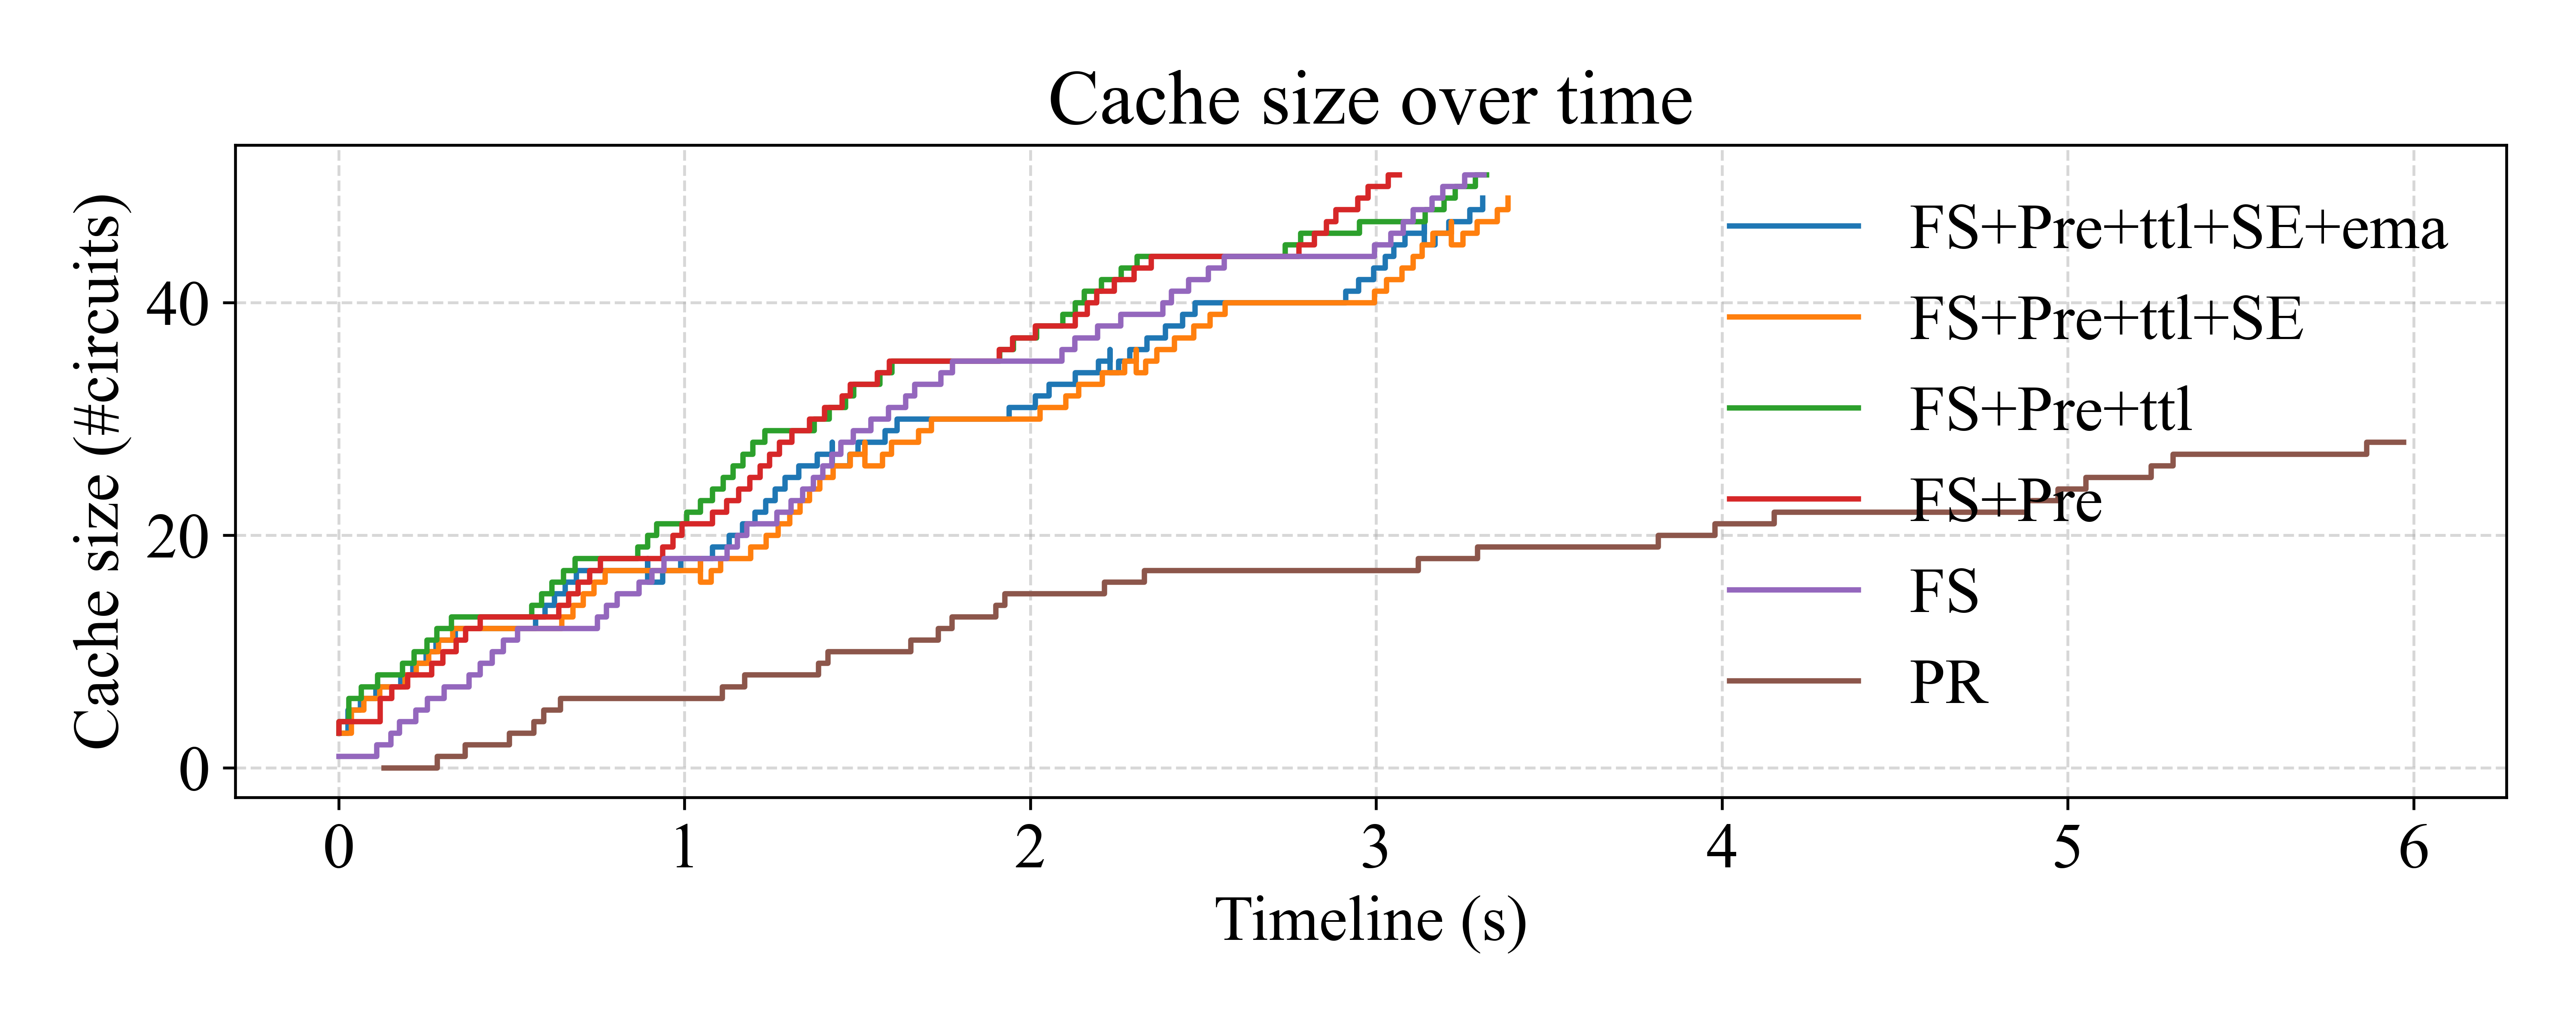 Cache size over time
Cache size (#circuits)
40
20
0
FS+Pre+ttl+SE+ema
FS+Pre+ttl+SE
FS+Pre+ttl
FS+Pre
FS
PR
0 1 2 3 4 5 6
Timeline (s)